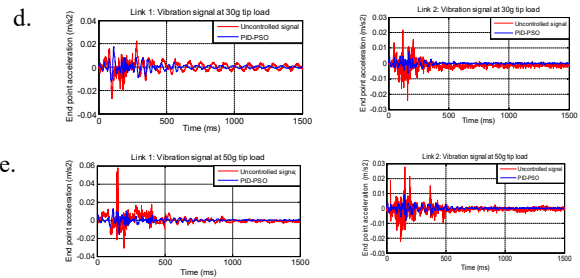 d.
Link 1: Vibration signal at 30g tip load
End point acceleration (m/s2)
0.04
0.02
0
-0.02
-0.04
Uncontrolled signal
PID-PSO
0
500
1000
1500
Time (ms)
Link 2: Vibration signal at 30g tip load
End point acceleration (m/s2)
0.03
0.02
0.01
0
-0.01
-0.02
-0.03
Uncontrolled signal
PID-PSO
0
500
1000
1500
Time (ms)
e.
Link 1: Vibration signal at 50g tip load
End point acceleration (m/s2)
0.06
0.04
0.02
0
-0.02
-0.04
Uncontrolled signa;
PID-PSO
0
500
1000
1500
Time (ms)
Link 2: Vibration signal at 50g tip load
End point acceleration (m/s2)
0.03
0.02
0.01
0
-0.01
-0.02
-0.03
Uncontrolled signal
PID-PSO
0
500
1000
1500
Time (ms)